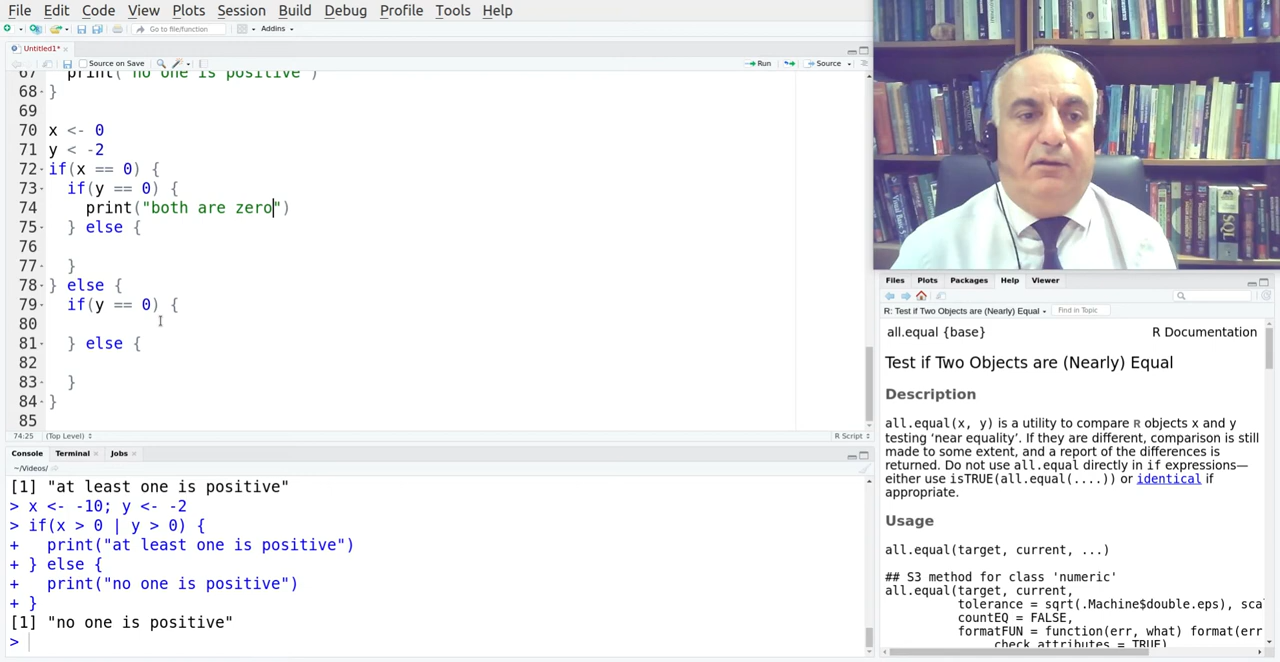 File Edit Code View Plots Session Build Debug Profile Tools Help
Go to file/function Addins
Untitled1* ×
Source on Save Run Source
67 print("no one is positive")
68 }
69
70 x <- 0
71 y < -2
72 if(x == 0) {
73 if(y == 0) {
74 print("both are zero")
75 } else {
76
77 }
78 } else {
79 if(y == 0) {
80
81 } else {
82
83 }
84 }
85
74:25 (Top Level) R Script
Console Terminal × Jobs ×
~/Videos/
[1] "at least one is positive"
> x <- -10; y <- -2
> if(x > 0 | y > 0) {
+ print("at least one is positive")
+ } else {
+ print("no one is positive")
+ }
[1] "no one is positive"
>
Visual Basic 5
SQL
Files Plots Packages Help Viewer
R: Test if Two Objects are (Nearly) Equal Find in Topic
all.equal {base} R Documentation
Test if Two Objects are (Nearly) Equal
Description
all.equal(x, y) is a utility to compare R objects x and y
testing ‘near equality’. If they are different, comparison is still
made to some extent, and a report of the differences is
returned. Do not use all.equal directly in if expressions—
either use isTRUE(all.equal(....)) or identical if
appropriate.
Usage
all.equal(target, current, ...)
## S3 method for class 'numeric'
all.equal(target, current,
tolerance = sqrt(.Machine$double.eps), scal
countEQ = FALSE,
formatFUN = function(err, what) format(err
check.attributes = TRUE)